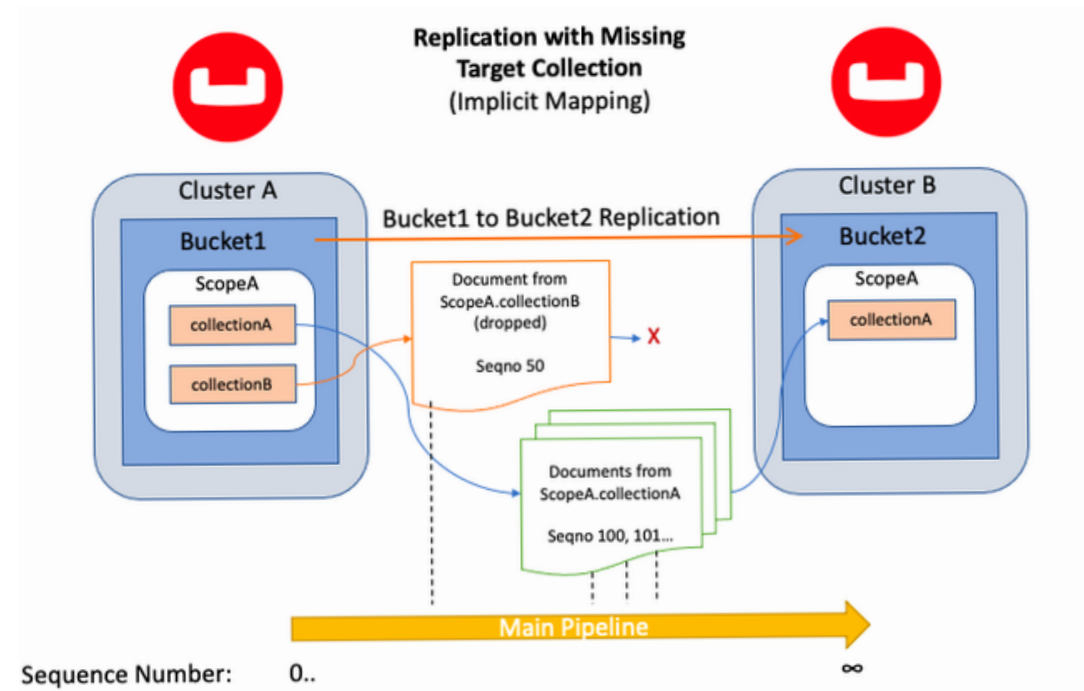 Replication with Missing
Target Collection
(Implicit Mapping)
Cluster A
Cluster B
Bucket1 to Bucket2 Replication
Bucket1
Bucket2
ScopeA
collectionA
collectionB
Document from
ScopeA.collectionB
(dropped)
Seqno 50
X
ScopeA
collectionA
Documents from
ScopeA.collectionA
Seqno 100, 101...
Main Pipeline
Sequence Number: 0.. ∞